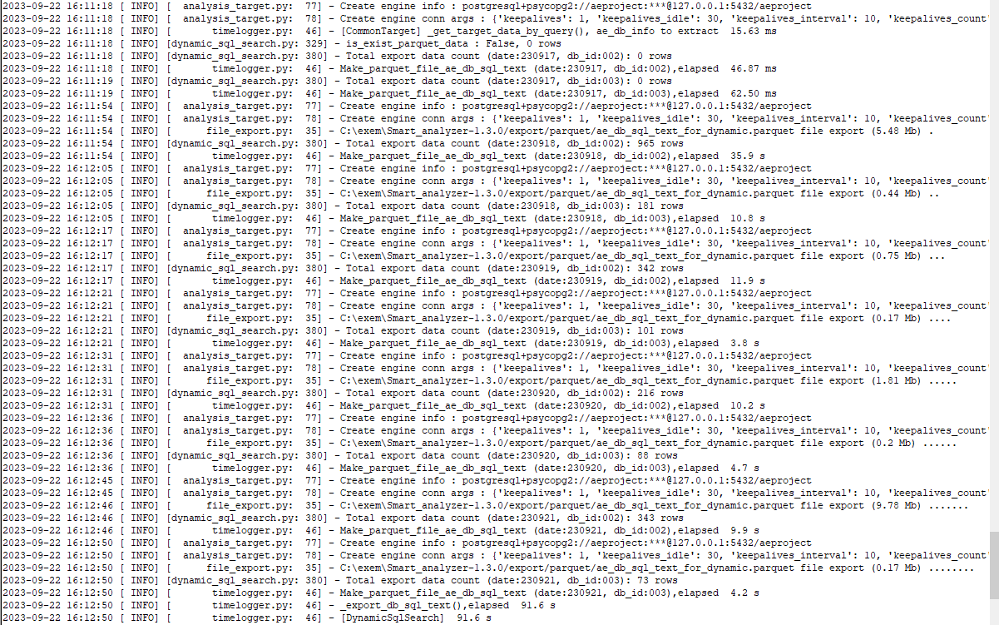 2023-09-22 16:11:18 [ INFO] [  analysis_target.py:  77] - Create engine info : postgresql+psycopg2://aeproject:***@127.0.0.1:5432/aeproject
2023-09-22 16:11:18 [ INFO] [  analysis_target.py:  78] - Create engine conn args : {'keepalives': 1, 'keepalives_idle': 30, 'keepalives_interval': 10, 'keepalives_count'
2023-09-22 16:11:18 [ INFO] [       timelogger.py:  46] - [CommonTarget] _get_target_data_by_query(), ae_db_info to extract  15.63 ms
2023-09-22 16:11:18 [ INFO] [dynamic_sql_search.py: 329] - is_exist_parquet_data : False, 0 rows
2023-09-22 16:11:18 [ INFO] [dynamic_sql_search.py: 380] - Total export data count (date:230917, db_id:002): 0 rows
2023-09-22 16:11:18 [ INFO] [       timelogger.py:  46] - Make_parquet_file_ae_db_sql_text (date:230917, db_id:002),elapsed  46.87 ms
2023-09-22 16:11:19 [ INFO] [dynamic_sql_search.py: 380] - Total export data count (date:230917, db_id:003): 0 rows
2023-09-22 16:11:19 [ INFO] [       timelogger.py:  46] - Make_parquet_file_ae_db_sql_text (date:230917, db_id:003),elapsed  62.50 ms
2023-09-22 16:11:54 [ INFO] [  analysis_target.py:  77] - Create engine info : postgresql+psycopg2://aeproject:***@127.0.0.1:5432/aeproject
2023-09-22 16:11:54 [ INFO] [  analysis_target.py:  78] - Create engine conn args : {'keepalives': 1, 'keepalives_idle': 30, 'keepalives_interval': 10, 'keepalives_count'
2023-09-22 16:11:54 [ INFO] [      file_export.py:  35] - C:\exem\Smart_analyzer-1.3.0/export/parquet/ae_db_sql_text_for_dynamic.parquet file export (5.48 Mb) .
2023-09-22 16:11:54 [ INFO] [dynamic_sql_search.py: 380] - Total export data count (date:230918, db_id:002): 965 rows
2023-09-22 16:11:54 [ INFO] [       timelogger.py:  46] - Make_parquet_file_ae_db_sql_text (date:230918, db_id:002),elapsed  35.9 s
2023-09-22 16:12:05 [ INFO] [  analysis_target.py:  77] - Create engine info : postgresql+psycopg2://aeproject:***@127.0.0.1:5432/aeproject
2023-09-22 16:12:05 [ INFO] [  analysis_target.py:  78] - Create engine conn args : {'keepalives': 1, 'keepalives_idle': 30, 'keepalives_interval': 10, 'keepalives_count'
2023-09-22 16:12:05 [ INFO] [      file_export.py:  35] - C:\exem\Smart_analyzer-1.3.0/export/parquet/ae_db_sql_text_for_dynamic.parquet file export (0.44 Mb) ..
2023-09-22 16:12:05 [ INFO] [dynamic_sql_search.py: 380] - Total export data count (date:230918, db_id:003): 181 rows
2023-09-22 16:12:05 [ INFO] [       timelogger.py:  46] - Make_parquet_file_ae_db_sql_text (date:230918, db_id:003),elapsed  10.8 s
2023-09-22 16:12:17 [ INFO] [  analysis_target.py:  77] - Create engine info : postgresql+psycopg2://aeproject:***@127.0.0.1:5432/aeproject
2023-09-22 16:12:17 [ INFO] [  analysis_target.py:  78] - Create engine conn args : {'keepalives': 1, 'keepalives_idle': 30, 'keepalives_interval': 10, 'keepalives_count'
2023-09-22 16:12:17 [ INFO] [      file_export.py:  35] - C:\exem\Smart_analyzer-1.3.0/export/parquet/ae_db_sql_text_for_dynamic.parquet file export (0.75 Mb) ...
2023-09-22 16:12:17 [ INFO] [dynamic_sql_search.py: 380] - Total export data count (date:230919, db_id:002): 342 rows
2023-09-22 16:12:17 [ INFO] [       timelogger.py:  46] - Make_parquet_file_ae_db_sql_text (date:230919, db_id:002),elapsed  11.9 s
2023-09-22 16:12:21 [ INFO] [  analysis_target.py:  77] - Create engine info : postgresql+psycopg2://aeproject:***@127.0.0.1:5432/aeproject
2023-09-22 16:12:21 [ INFO] [  analysis_target.py:  78] - Create engine conn args : {'keepalives': 1, 'keepalives_idle': 30, 'keepalives_interval': 10, 'keepalives_count'
2023-09-22 16:12:21 [ INFO] [      file_export.py:  35] - C:\exem\Smart_analyzer-1.3.0/export/parquet/ae_db_sql_text_for_dynamic.parquet file export (0.17 Mb) ....
2023-09-22 16:12:21 [ INFO] [dynamic_sql_search.py: 380] - Total export data count (date:230919, db_id:003): 101 rows
2023-09-22 16:12:21 [ INFO] [       timelogger.py:  46] - Make_parquet_file_ae_db_sql_text (date:230919, db_id:003),elapsed  3.8 s
2023-09-22 16:12:31 [ INFO] [  analysis_target.py:  77] - Create engine info : postgresql+psycopg2://aeproject:***@127.0.0.1:5432/aeproject
2023-09-22 16:12:31 [ INFO] [  analysis_target.py:  78] - Create engine conn args : {'keepalives': 1, 'keepalives_idle': 30, 'keepalives_interval': 10, 'keepalives_count'
2023-09-22 16:12:31 [ INFO] [      file_export.py:  35] - C:\exem\Smart_analyzer-1.3.0/export/parquet/ae_db_sql_text_for_dynamic.parquet file export (1.81 Mb) .....
2023-09-22 16:12:31 [ INFO] [dynamic_sql_search.py: 380] - Total export data count (date:230920, db_id:002): 216 rows
2023-09-22 16:12:31 [ INFO] [       timelogger.py:  46] - Make_parquet_file_ae_db_sql_text (date:230920, db_id:002),elapsed  10.2 s
2023-09-22 16:12:36 [ INFO] [  analysis_target.py:  77] - Create engine info : postgresql+psycopg2://aeproject:***@127.0.0.1:5432/aeproject
2023-09-22 16:12:36 [ INFO] [  analysis_target.py:  78] - Create engine conn args : {'keepalives': 1, 'keepalives_idle': 30, 'keepalives_interval': 10, 'keepalives_count'
2023-09-22 16:12:36 [ INFO] [      file_export.py:  35] - C:\exem\Smart_analyzer-1.3.0/export/parquet/ae_db_sql_text_for_dynamic.parquet file export (0.2 Mb) ......
2023-09-22 16:12:36 [ INFO] [dynamic_sql_search.py: 380] - Total export data count (date:230920, db_id:003): 88 rows
2023-09-22 16:12:36 [ INFO] [       timelogger.py:  46] - Make_parquet_file_ae_db_sql_text (date:230920, db_id:003),elapsed  4.7 s
2023-09-22 16:12:45 [ INFO] [  analysis_target.py:  77] - Create engine info : postgresql+psycopg2://aeproject:***@127.0.0.1:5432/aeproject
2023-09-22 16:12:45 [ INFO] [  analysis_target.py:  78] - Create engine conn args : {'keepalives': 1, 'keepalives_idle': 30, 'keepalives_interval': 10, 'keepalives_count'
2023-09-22 16:12:46 [ INFO] [      file_export.py:  35] - C:\exem\Smart_analyzer-1.3.0/export/parquet/ae_db_sql_text_for_dynamic.parquet file export (9.78 Mb) .......
2023-09-22 16:12:46 [ INFO] [dynamic_sql_search.py: 380] - Total export data count (date:230921, db_id:002): 343 rows
2023-09-22 16:12:46 [ INFO] [       timelogger.py:  46] - Make_parquet_file_ae_db_sql_text (date:230921, db_id:002),elapsed  9.9 s
2023-09-22 16:12:50 [ INFO] [  analysis_target.py:  77] - Create engine info : postgresql+psycopg2://aeproject:***@127.0.0.1:5432/aeproject
2023-09-22 16:12:50 [ INFO] [  analysis_target.py:  78] - Create engine conn args : {'keepalives': 1, 'keepalives_idle': 30, 'keepalives_interval': 10, 'keepalives_count'
2023-09-22 16:12:50 [ INFO] [      file_export.py:  35] - C:\exem\Smart_analyzer-1.3.0/export/parquet/ae_db_sql_text_for_dynamic.parquet file export (0.17 Mb) ........
2023-09-22 16:12:50 [ INFO] [dynamic_sql_search.py: 380] - Total export data count (date:230921, db_id:003): 73 rows
2023-09-22 16:12:50 [ INFO] [       timelogger.py:  46] - Make_parquet_file_ae_db_sql_text (date:230921, db_id:003),elapsed  4.2 s
2023-09-22 16:12:50 [ INFO] [       timelogger.py:  46] - _export_db_sql_text(),elapsed  91.6 s
2023-09-22 16:12:50 [ INFO] [       timelogger.py:  46] - [DynamicSqlSearch]  91.6 s